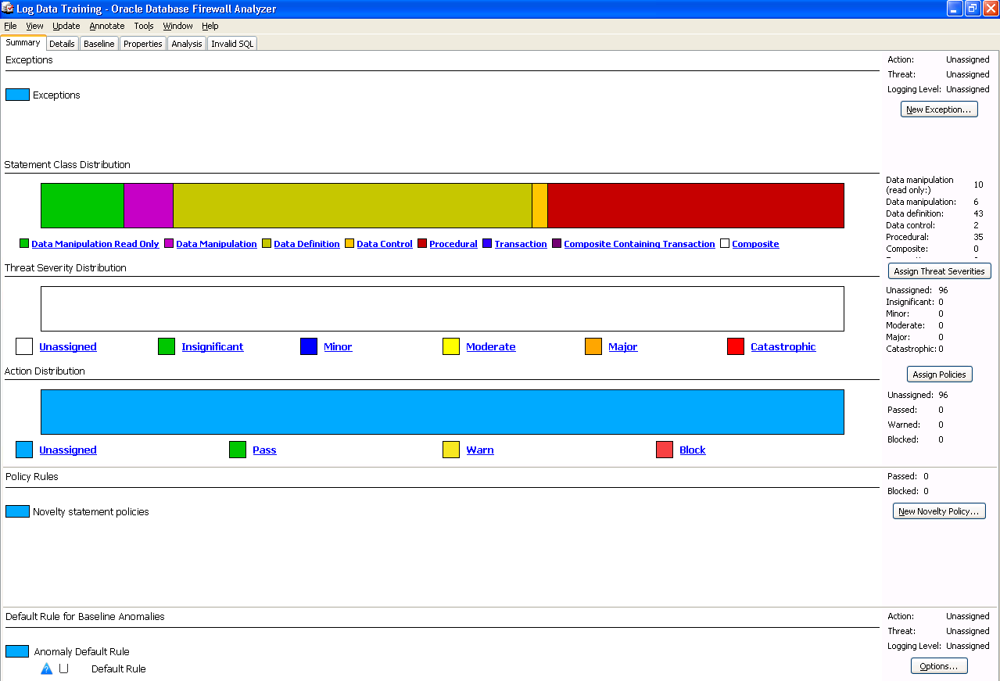 Log Data Training - Oracle Database Firewall Analyzer
File View Update Annotate Tools Window Help
Summary Details Baseline Properties Analysis Invalid SQL
Exceptions
Action: Unassigned
Threat: Unassigned
Logging Level: Unassigned
New Exception...
Exceptions
Statement Class Distribution
Data manipulation
(read only:) 10
Data manipulation: 6
Data definition: 43
Data control: 2
Procedural: 35
Composite: 0
Data Manipulation Read Only Data Manipulation Data Definition Data Control Procedural Transaction Composite Containing Transaction Composite
Threat Severity Distribution
Assign Threat Severities
Unassigned: 96
Insignificant: 0
Minor: 0
Moderate: 0
Major: 0
Catastrophic: 0
Unassigned Insignificant Minor Moderate Major Catastrophic
Action Distribution
Assign Policies
Unassigned: 96
Passed: 0
Warned: 0
Blocked: 0
Unassigned Pass Warn Block
Policy Rules
Passed: 0
Blocked: 0
New Novelty Policy...
Novelty statement policies
Default Rule for Baseline Anomalies
Action: Unassigned
Threat: Unassigned
Logging Level: Unassigned
Options...
Anomaly Default Rule
? Default Rule